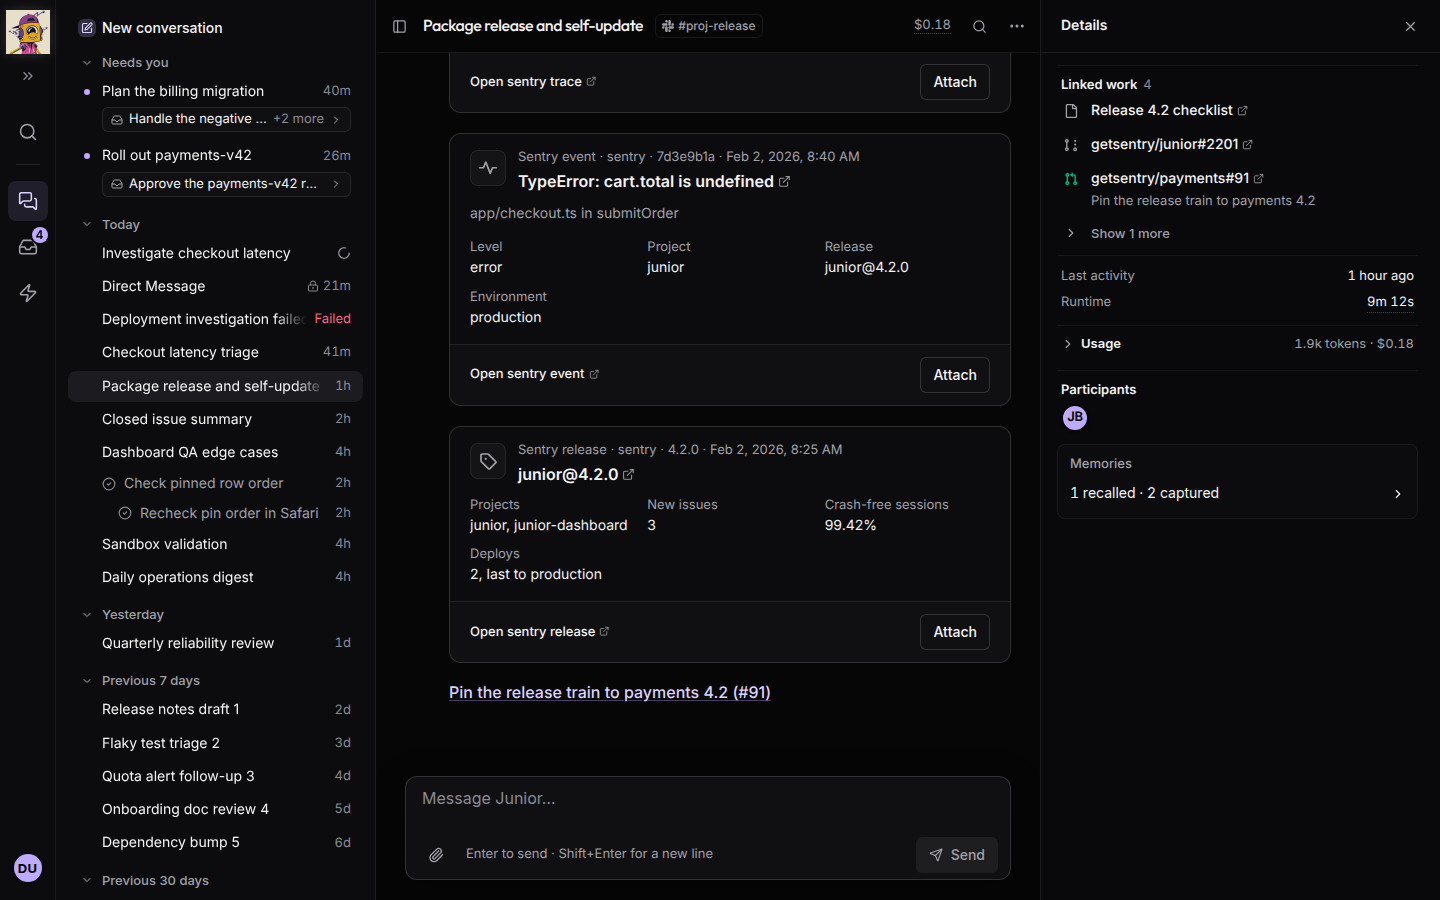 New conversation
Needs you
Plan the billing migration 40m
Handle the negative ... +2 more
Roll out payments-v42 26m
Approve the payments-v42 r...
Today
Investigate checkout latency
Direct Message 21m
Deployment investigation failed Failed
Checkout latency triage 41m
Package release and self-update 1h
Closed issue summary 2h
Dashboard QA edge cases 4h
Check pinned row order 2h
Recheck pin order in Safari 2h
Sandbox validation 4h
Daily operations digest 4h
Yesterday
Quarterly reliability review 1d
Previous 7 days
Release notes draft 1 2d
Flaky test triage 2 3d
Quota alert follow-up 3 4d
Onboarding doc review 4 5d
Dependency bump 5 6d
Previous 30 days
4
DU
Package release and self-update #proj-release $0.18
Open sentry trace Attach
Sentry event · sentry · 7d3e9b1a · Feb 2, 2026, 8:40 AM
TypeError: cart.total is undefined
app/checkout.ts in submitOrder
Level Project Release
error junior junior@4.2.0
Environment
production
Open sentry event Attach
Sentry release · sentry · 4.2.0 · Feb 2, 2026, 8:25 AM
junior@4.2.0
Projects New issues Crash-free sessions
junior, junior-dashboard 3 99.42%
Deploys
2, last to production
Open sentry release Attach
Pin the release train to payments 4.2 (#91)
Message Junior...
Enter to send · Shift+Enter for a new line Send
Details
Linked work 4
Release 4.2 checklist
getsentry/junior#2201
getsentry/payments#91
Pin the release train to payments 4.2
Show 1 more
Last activity 1 hour ago
Runtime 9m 12s
Usage 1.9k tokens · $0.18
Participants
JB
Memories
1 recalled · 2 captured